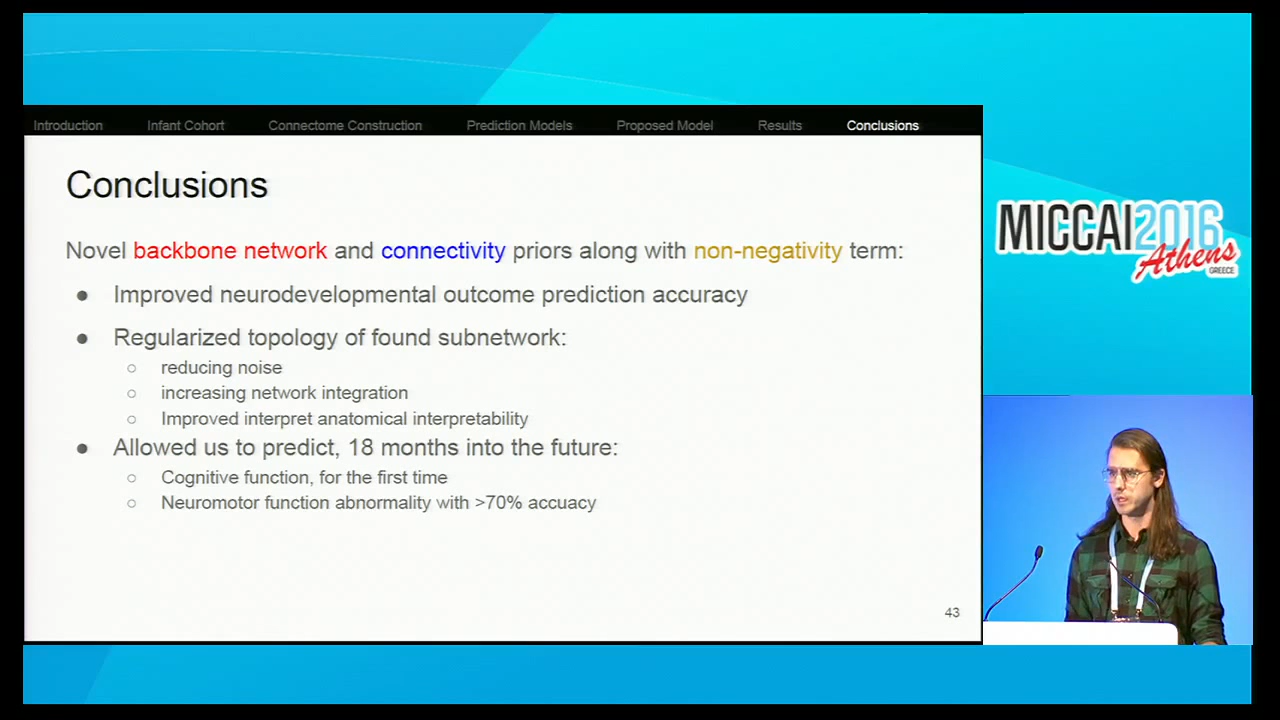 Introduction Infant Cohort Connectome Construction Prediction Models Proposed Model Results Conclusions
Conclusions
Novel backbone network and connectivity priors along with non-negativity term:
● Improved neurodevelopmental outcome prediction accuracy
● Regularized topology of found subnetwork:
○ reducing noise
○ increasing network integration
○ Improved interpret anatomical interpretability
● Allowed us to predict, 18 months into the future:
○ Cognitive function, for the first time
○ Neuromotor function abnormality with >70% accuacy
43
MICCAI2016
Athens
GREECE